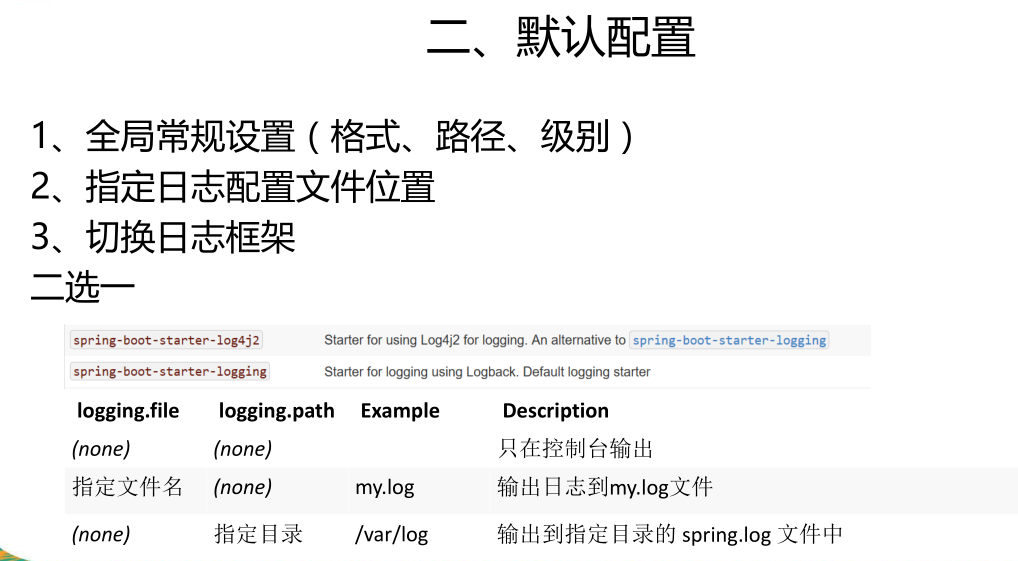 二、默认配置
1、全局常规设置（格式、路径、级别）
2、指定日志配置文件位置
3、切换日志框架
二选一
spring-boot-starter-log4j2 Starter for using Log4j2 for logging. An alternative to spring-boot-starter-logging
spring-boot-starter-logging Starter for logging using Logback. Default logging starter
logging.file logging.path Example Description
(none) (none) 只在控制台输出
指定文件名 (none) my.log 输出日志到my.log文件
(none) 指定目录 /var/log 输出到指定目录的 spring.log 文件中